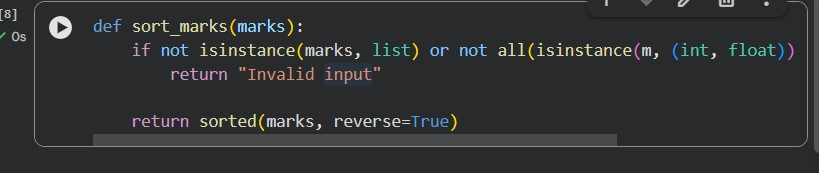 [8]
0s
def sort_marks(marks):
if not isinstance(marks, list) or not all(isinstance(m, (int, float))
return "Invalid input"
return sorted(marks, reverse=True)